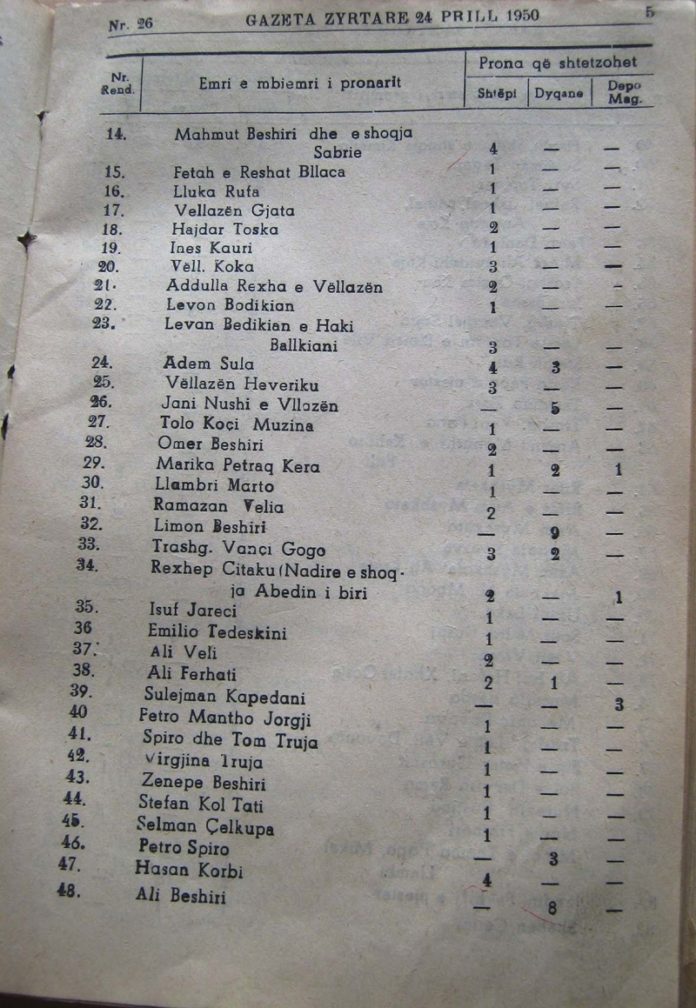 Nr. 26 GAZETA ZYRTARE 24 PRILL 1950 5
Nr. Rend. Emri e mbiemri i pronarit Prona që shtetzohet
Shtëpi Dyqane Depo Mag.
14. Mahmut Beshiri dhe e shoqja
Sabrie 4 — —
15. Fetah e Reshat Bllaca 1 — —
16. Lluka Rufa 1 — —
17. Vellazën Gjata 1 — —
18. Hajdar Toska 2 — —
19. Ines Kauri 1 — —
20. Vëll. Koka 3 — —
21. Addulla Rexha e Vëllazën 2 — -
22. Levon Bodikian 1 — —
23. Levan Bedikian e Haki
Ballkiani 3 — —
24. Adem Sula 4 3 —
25. Vëllazën Heveriku 3 — —
26. Jani Nushi e Vllazën — 5 —
27. Tolo Koçi Muzina 1 — —
28. Omer Beshiri 2 — —
29. Marika Petraq Kera 1 2 1
30. Llambri Marto 1 — —
31. Ramazan Velia 2 — —
32. Limon Beshiri — 9 —
33. Trashg. Vançi Gogo 3 2 —
34. Rexhep Citaku (Nadire e shoq-
ja Abedin i biri 2 — 1
35. Isuf Jareci 1 — —
36 Emilio Tedeskini 1 — —
37. Ali Veli 2 — —
38. Ali Ferhati 2 1 —
39. Sulejman Kapedani — — 3
40 Petro Mantho Jorgji 1 — —
41. Spiro dhe Tom Truja 1 — —
42. Virgjina Truja 1 — —
43. Zenepe Beshiri 1 — —
44. Stefan Kol Tati 1 — —
45. Selman Çelkupa 1 — —
46. Petro Spiro — 3 —
47. Hasan Korbi 4 — —
48. Ali Beshiri — 8 —